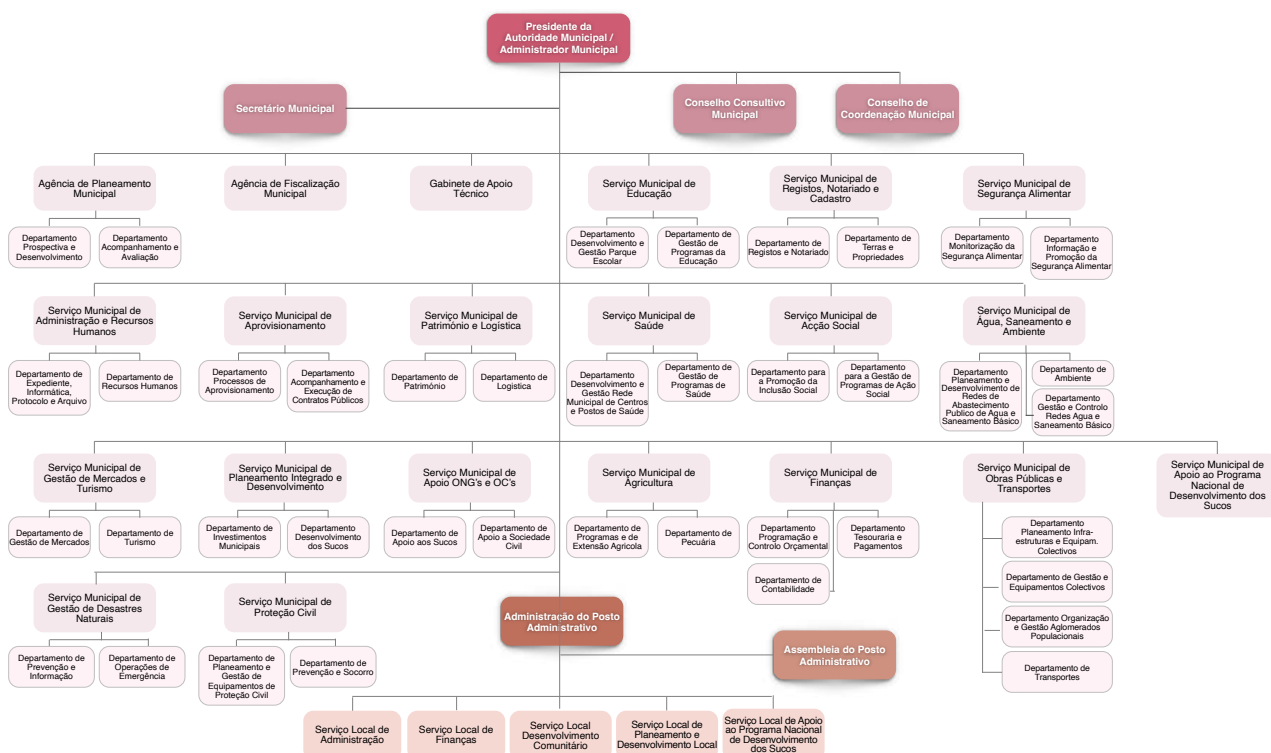 Presidente da
Autoridade Municipal /
Administrador Municipal
Secretário Municipal
Conselho Consultivo
Municipal
Conselho de
Coordenação Municipal
Agência de Planeamento
Municipal
Agência de Fiscalização
Municipal
Gabinete de Apoio
Técnico
Serviço Municipal de
Educação
Serviço Municipal de
Registos, Notariado e
Cadastro
Serviço Municipal de
Segurança Alimentar
Departamento
Prospectiva e
Desenvolvimento
Departamento
Acompanhamento e
Avaliação
Departamento
Desenvolvimento e
Gestão Parque
Escolar
Departamento de
Gestão de
Programas da
Educação
Departamento de
Registos e Notariado
Departamento de
Terras e
Propriedades
Departamento
Monitorização da
Segurança Alimentar
Departamento
Informação e
Promoção da
Segurança Alimentar
Serviço Municipal de
Administração e Recursos
Humanos
Serviço Municipal
de Aprovisionamento
Serviço Municipal de
Património e Logística
Serviço Municipal de
Saúde
Serviço Municipal de
Acção Social
Serviço Municipal de
Água, Saneamento e
Ambiente
Departamento de
Expediente,
Informática,
Protocolo e Arquivo
Departamento de
Recursos Humanos
Departamento
Processos de
Aprovisionamento
Departamento
Acompanhamento e
Execução de
Contratos Públicos
Departamento de
Património
Departamento de
Logistica
Departamento
Desenvolvimento e
Gestão Rede
Municipal de Centros
e Postos de Saúde
Departamento de
Gestão de
Programas de
Saúde
Departamento para
a Promoção da
Inclusão Social
Departamento
para a Gestão de
Programas de Ação
Social
Departamento
Planeamento e
Desenvolvimento de
Redes de
Abastecimento
Publico de Agua e
Saneamento Básico
Departamento de
Ambiente
Departamento
Gestão e Controlo
Redes Agua e
Saneamento Básico
Serviço Municipal de
Gestão de Mercados e
Turismo
Serviço Municipal de
Planeamento Integrado e
Desenvolvimento
Serviço Municipal de
Apoio ONG's e OC's
Serviço Municipal de
Agricultura
Serviço Municipal de
Finanças
Serviço Municipal de
Obras Públicas e
Transportes
Serviço Municipal de
Apoio ao Programa
Nacional de
Desenvolvimento dos
Sucos
Departamento de
Gestão de Mercados
Departamento de
Turismo
Departamento de
Investimentos
Municipais
Departamento
Desenvolvimento
dos Sucos
Departamento de
Apoio aos Sucos
Departamento de
Apoio a Sociedade
Civil
Departamento de
Programas e de
Extensão Agricola
Departamento de
Pecuária
Departamento
Programação e
Controlo Orçamental
Departamento
Tesouraria e
Pagamentos
Departamento de
Contabilidade
Departamento
Planeamento Infra-
estruturas e Equipam.
Colectivos
Departamento de Gestão e
Equipamentos Colectivos
Departamento Organização
e Gestão Aglomerados
Populacionais
Departamento de
Transportes
Serviço Municipal de
Gestão de Desastres
Naturais
Serviço Municipal de
Proteção Civil
Administração do Posto
Administrativo
Assembleia do Posto
Administrativo
Departamento de
Prevenção e
Informação
Departamento de
Operações de
Emergência
Departamento de
Planeamento e
Gestão de
Equipamentos de
Proteção Civil
Departamento de
Prevenção e Socorro
Serviço Local de
Administração
Serviço Local de
Finanças
Serviço Local
Desenvolvimento
Comunitário
Serviço Local de
Planeamento e
Desenvolvimento Local
Serviço Local de Apoio
ao Programa Nacional
de Desenvolvimento
dos Sucos